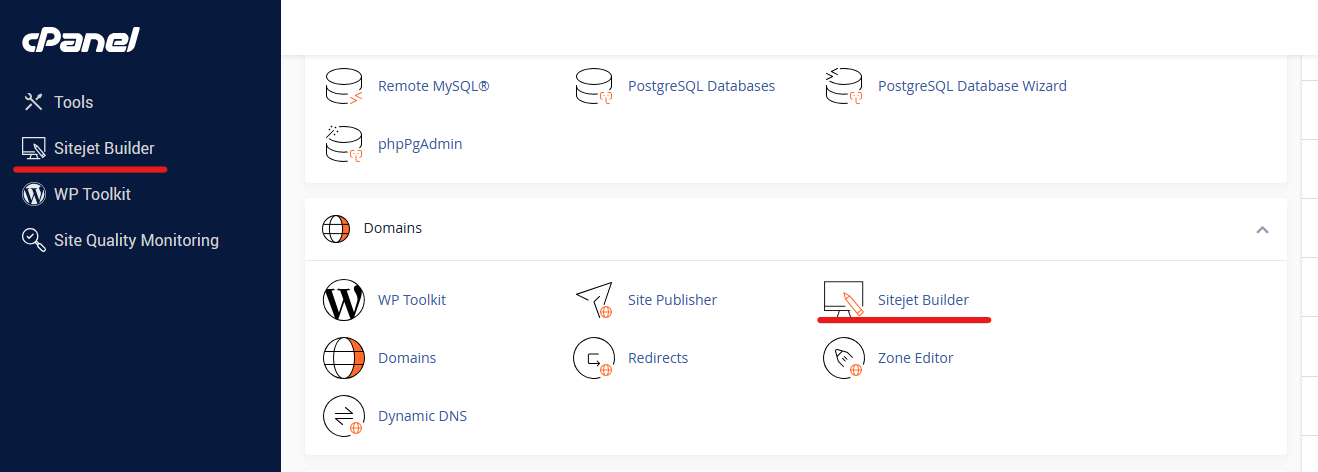 cPanel
Tools
Sitejet Builder
WP Toolkit
Site Quality Monitoring
Remote MySQL®
PostgreSQL Databases
PostgreSQL Database Wizard
phpPgAdmin
Domains
WP Toolkit
Site Publisher
Sitejet Builder
Domains
Redirects
Zone Editor
Dynamic DNS